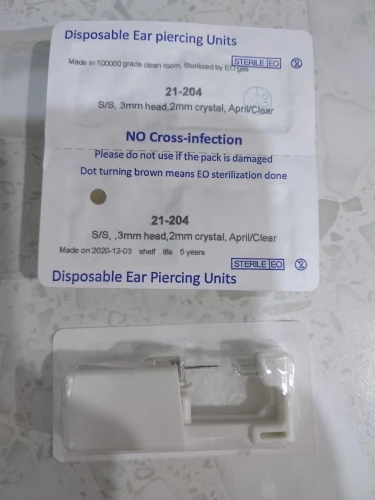 Disposable Ear piercing Units
Made in 100000 grade clean room, Sterilized by EO gas
STERILE EO
21-204
S/S, 3mm head,2mm crystal, April/Clear
NO Cross-infection
Please do not use if the pack is damaged
Dot turning brown means EO sterilization done
21-204
S/S, ,3mm head,2mm crystal, April/Clear
Made on 2020-12-03 shelf life 5 years
STERILE EO
Disposable Ear Piercing Units